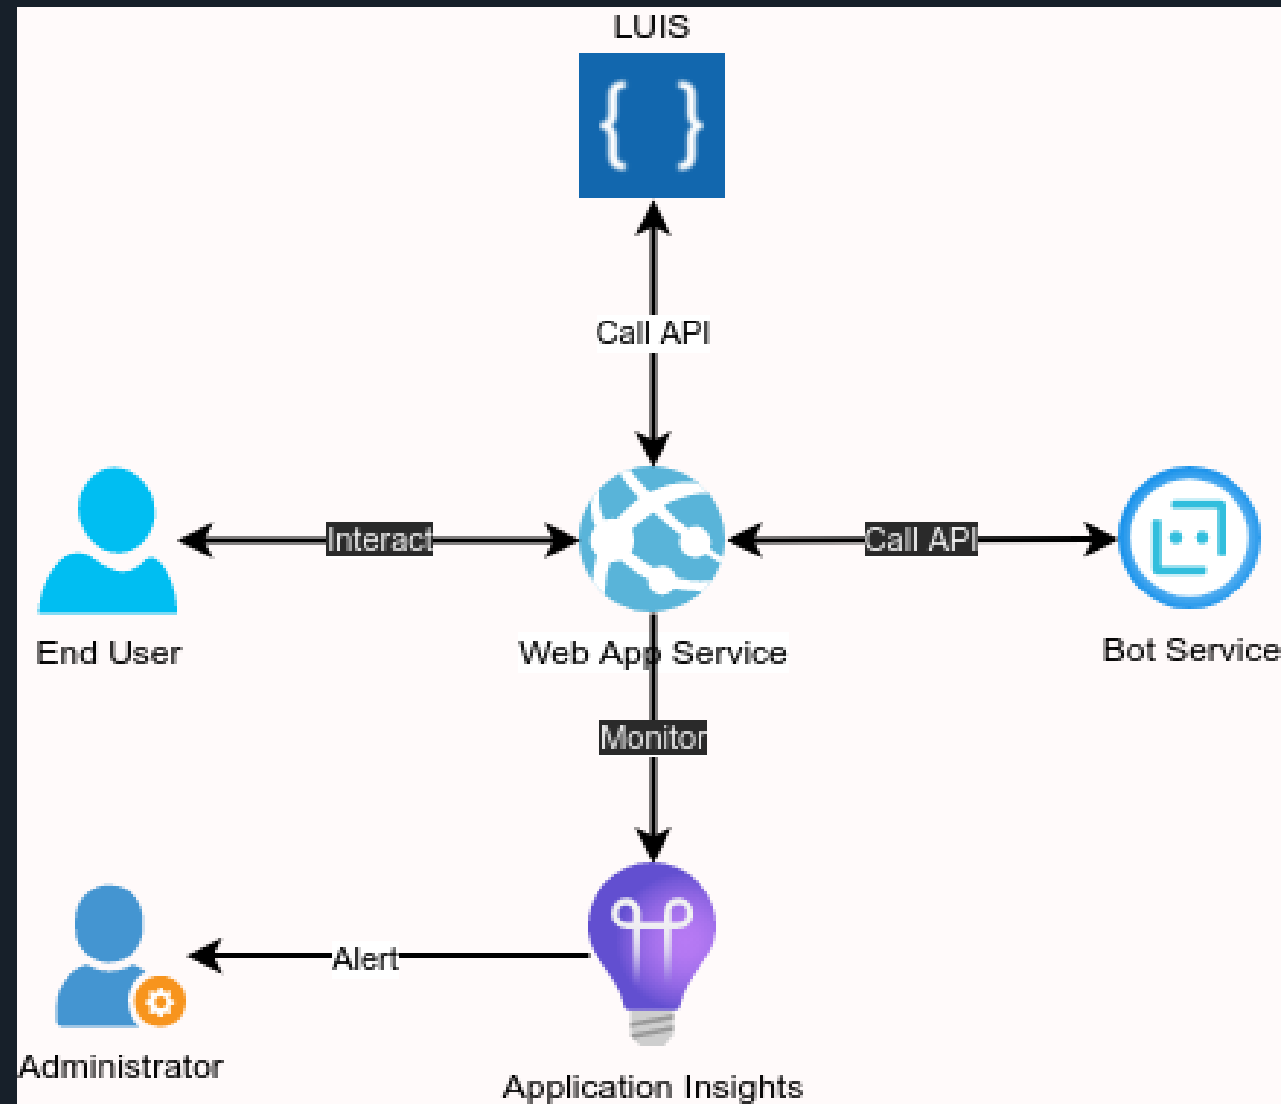 LUIS
{ }
Call API
Interact
Call API
End User
Web App Service
Bot Service
Monitor
Alert
Administrator
Application Insights